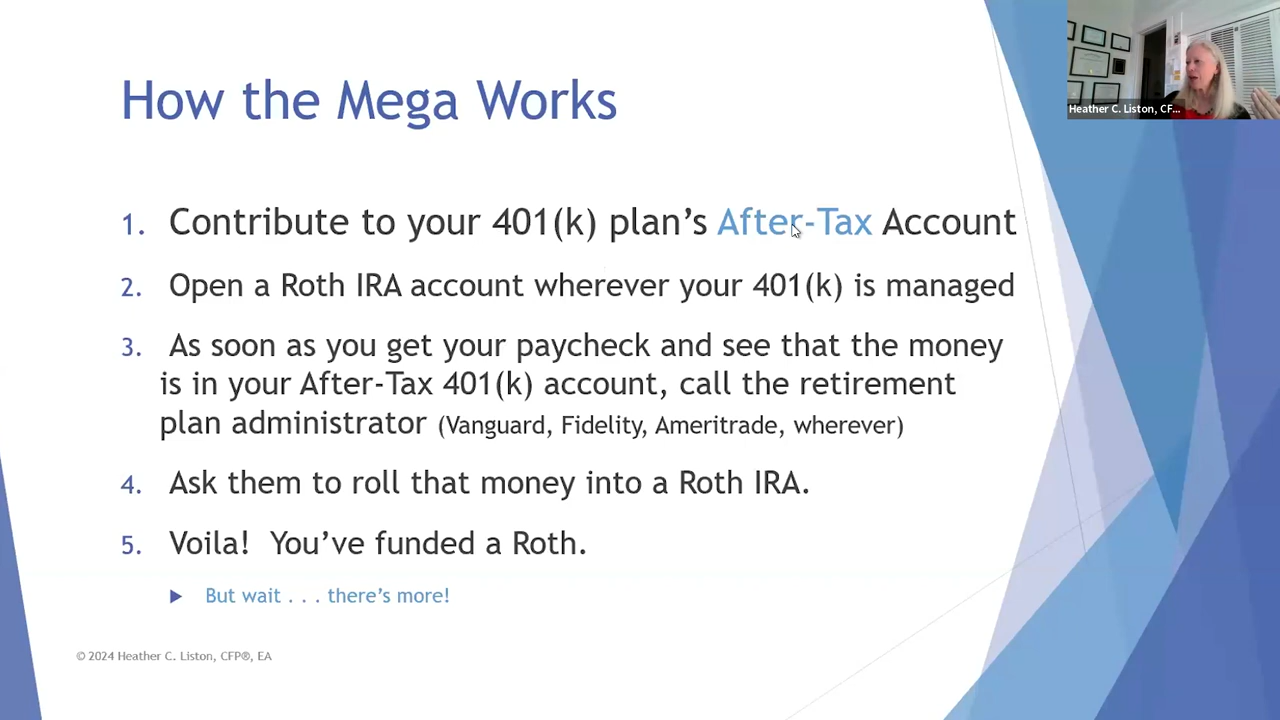 Heather C. Liston, CF...
How the Mega Works
1. Contribute to your 401(k) plan's After-Tax Account
2. Open a Roth IRA account wherever your 401(k) is managed
3. As soon as you get your paycheck and see that the money
is in your After-Tax 401(k) account, call the retirement
plan administrator (Vanguard, Fidelity, Ameritrade, wherever)
4. Ask them to roll that money into a Roth IRA.
5. Voila! You've funded a Roth.
But wait . . . there's more!
© 2024 Heather C. Liston, CFP®, EA